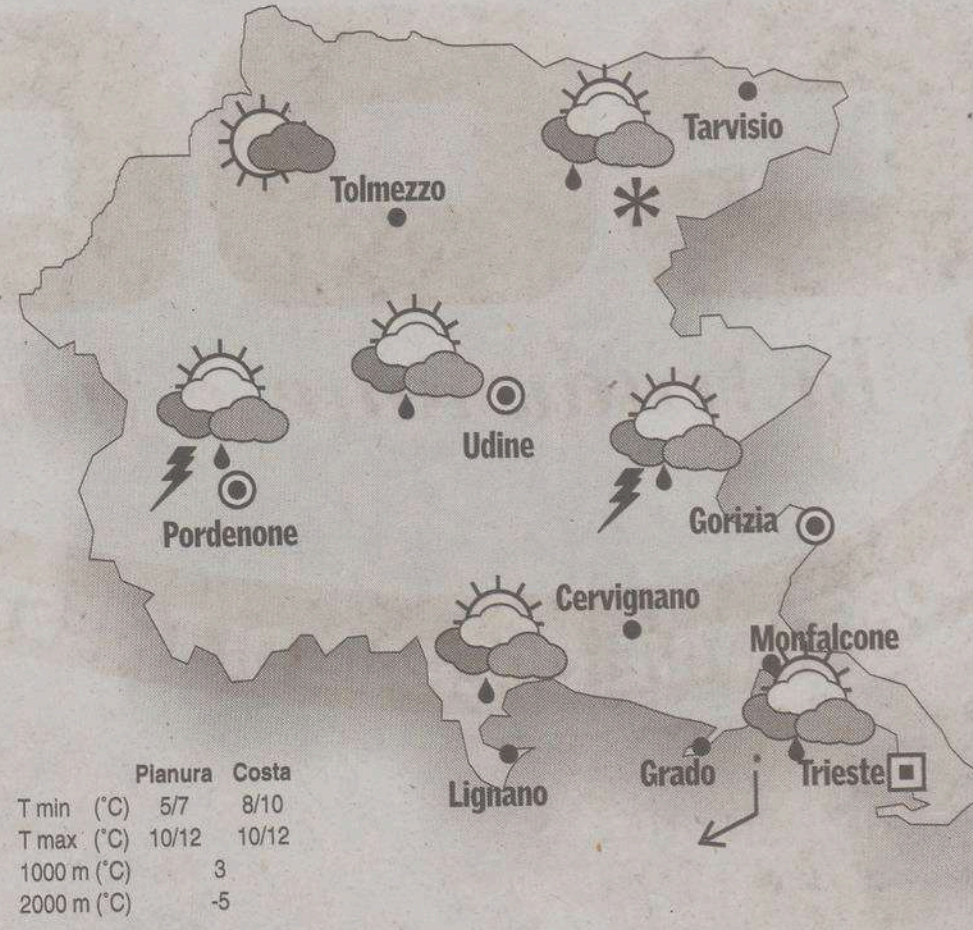 Tarvisio
Tolmezzo
Udine
Pordenone
Gorizia
Cervignano
Monfalcone
Lignano
Grado
Trieste
Pianura Costa
T min (°C) 5/7 8/10
T max (°C) 10/12 10/12
1000 m (°C) 3
2000 m (°C) -5